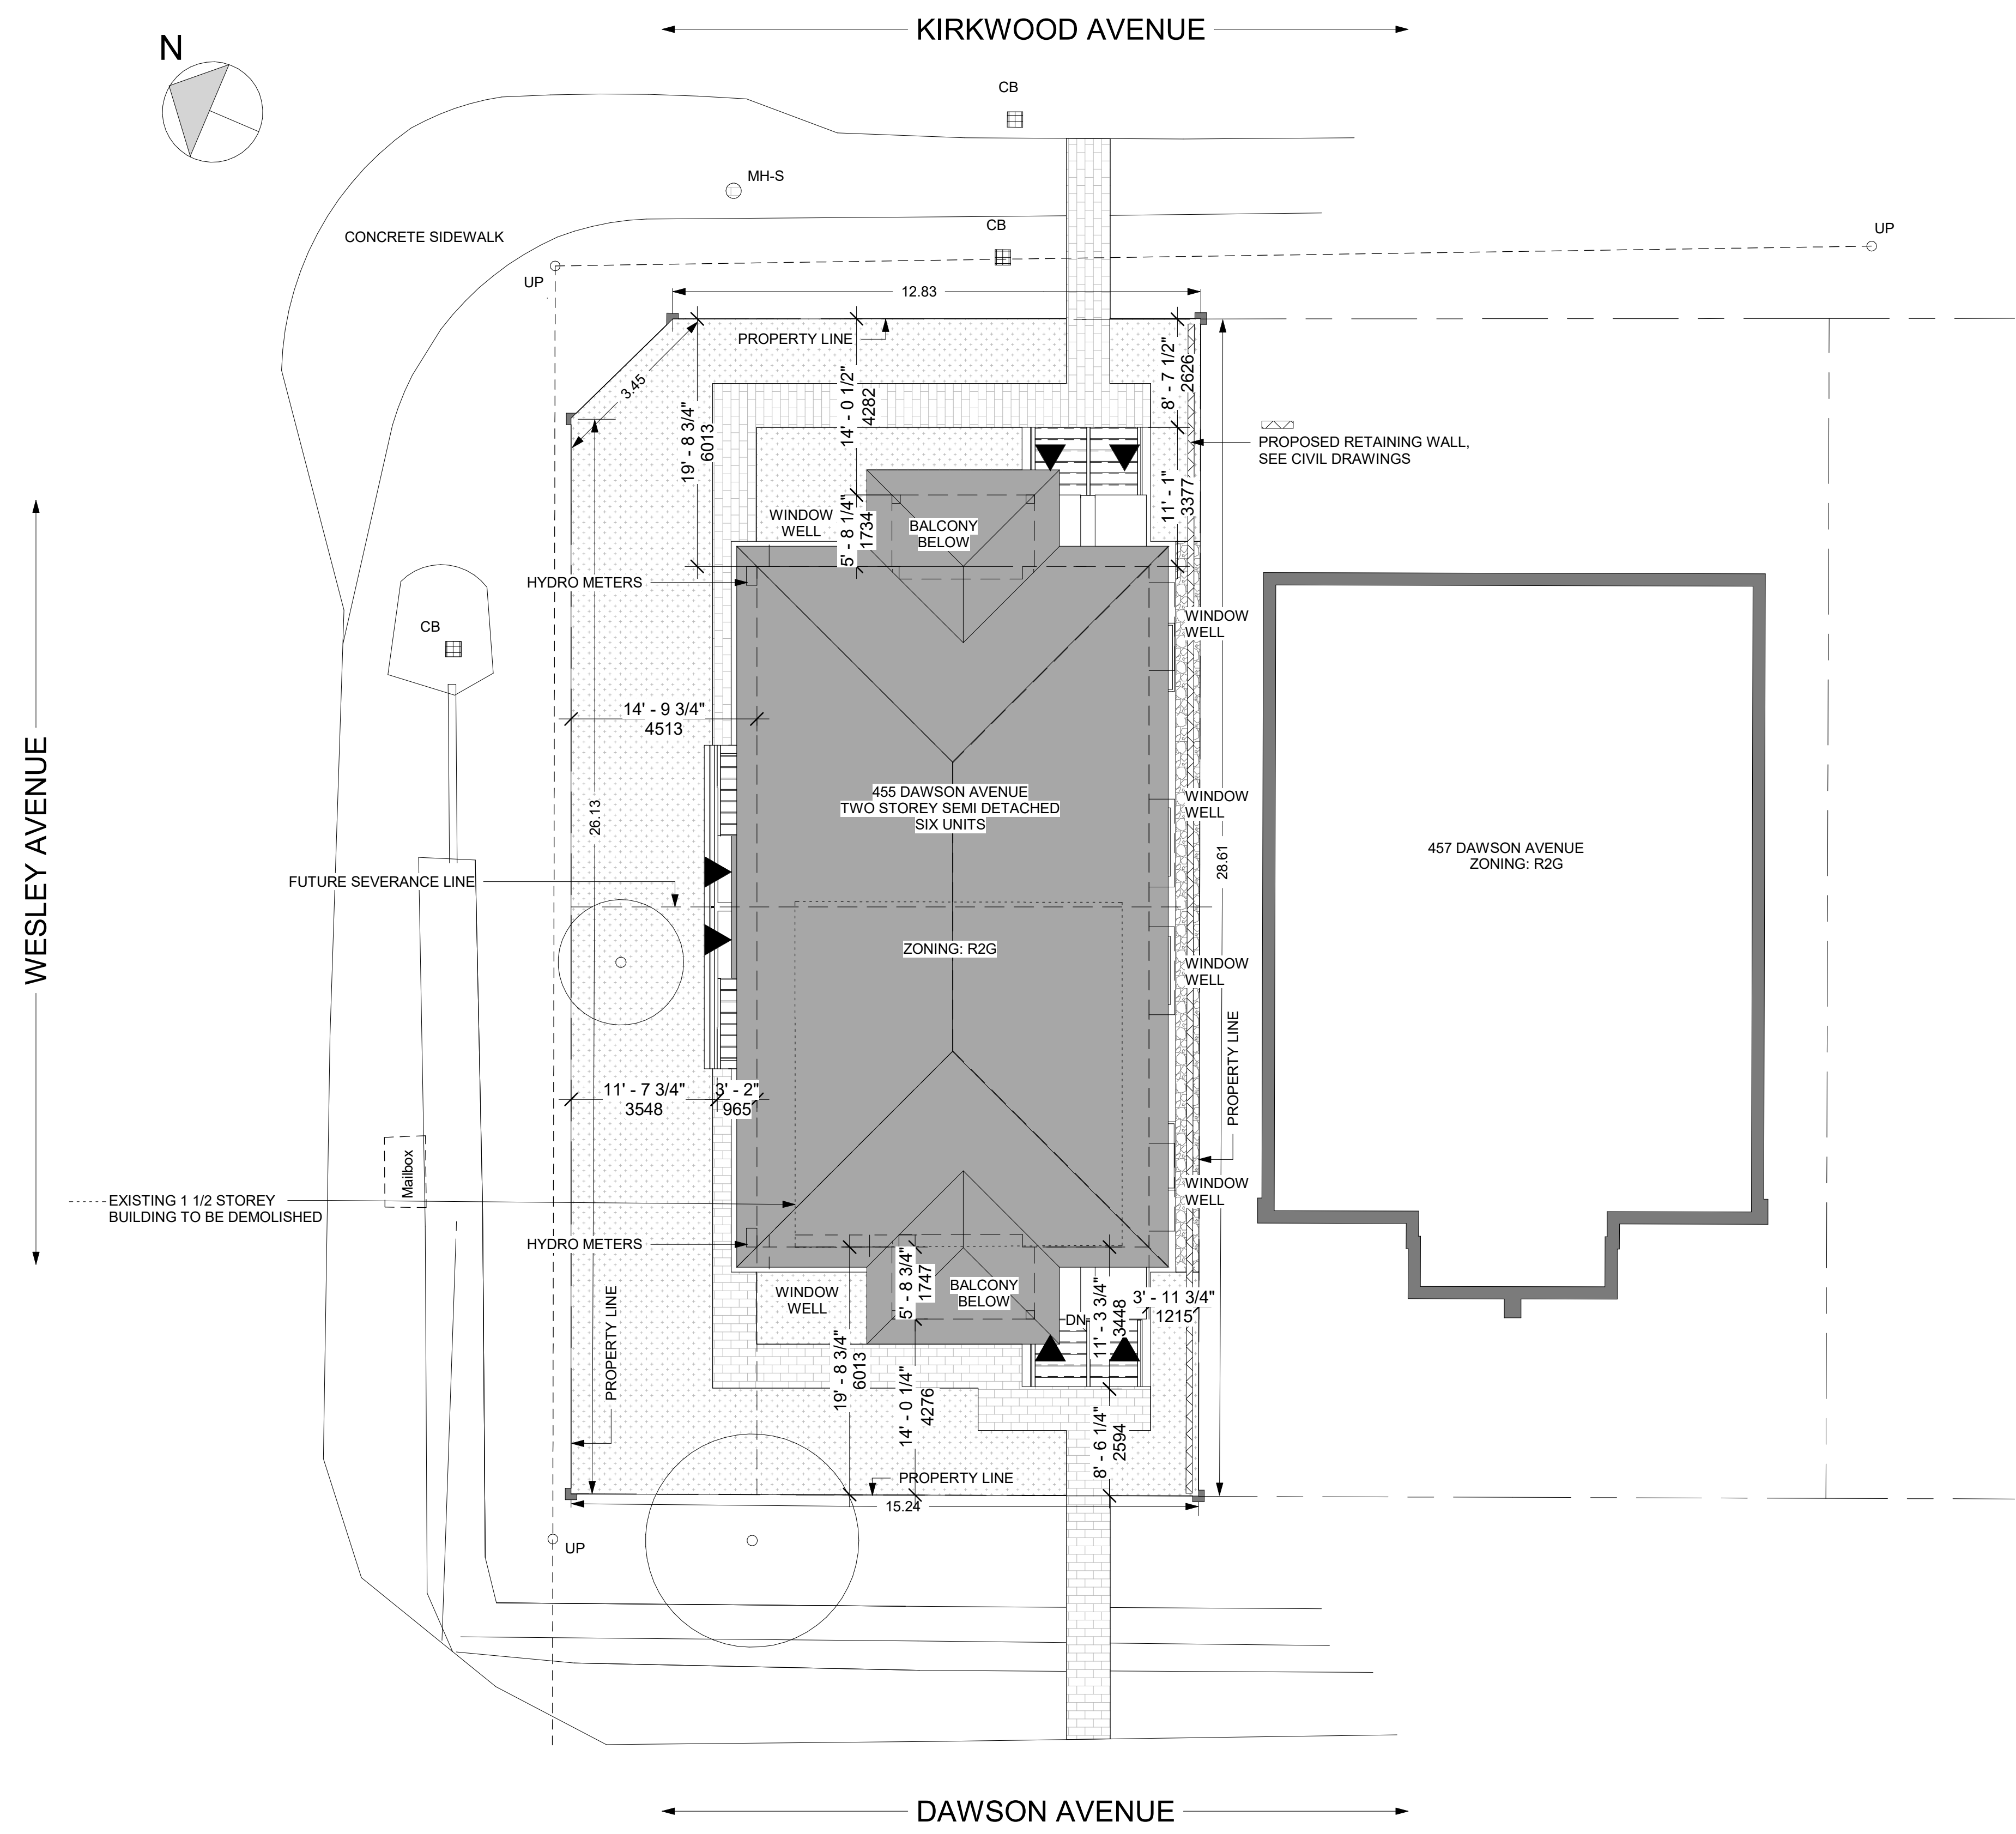 KIRKWOOD AVENUE
N
CB
MH-S
CONCRETE SIDEWALK
CB
UP
UP
12.83
PROPERTY LINE
3.45
19' - 8 3/4"
6013
14' - 0 1/2"
4282
8' - 7 1/2"
2626
PROPOSED RETAINING WALL,
SEE CIVIL DRAWINGS
11' - 1"
3377
WINDOW
WELL
5' - 8 1/4"
1734
BALCONY
BELOW
HYDRO METERS
CB
WINDOW
WELL
14' - 9 3/4"
4513
WESLEY AVENUE
26.13
455 DAWSON AVENUE
TWO STOREY SEMI DETACHED
SIX UNITS
WINDOW
WELL
28.61
457 DAWSON AVENUE
ZONING: R2G
FUTURE SEVERANCE LINE
ZONING: R2G
WINDOW
WELL
PROPERTY LINE
11' - 7 3/4"
3548
3' - 2"
965
Mailbox
EXISTING 1 1/2 STOREY
BUILDING TO BE DEMOLISHED
WINDOW
WELL
HYDRO METERS
WINDOW
WELL
5' - 8 3/4"
1747
BALCONY
BELOW
DN
11' - 3 3/4"
3448
3' - 11 3/4"
1215
PROPERTY LINE
19' - 8 3/4"
6013
14' - 0 1/4"
4276
8' - 6 1/4"
2594
PROPERTY LINE
15.24
UP
DAWSON AVENUE